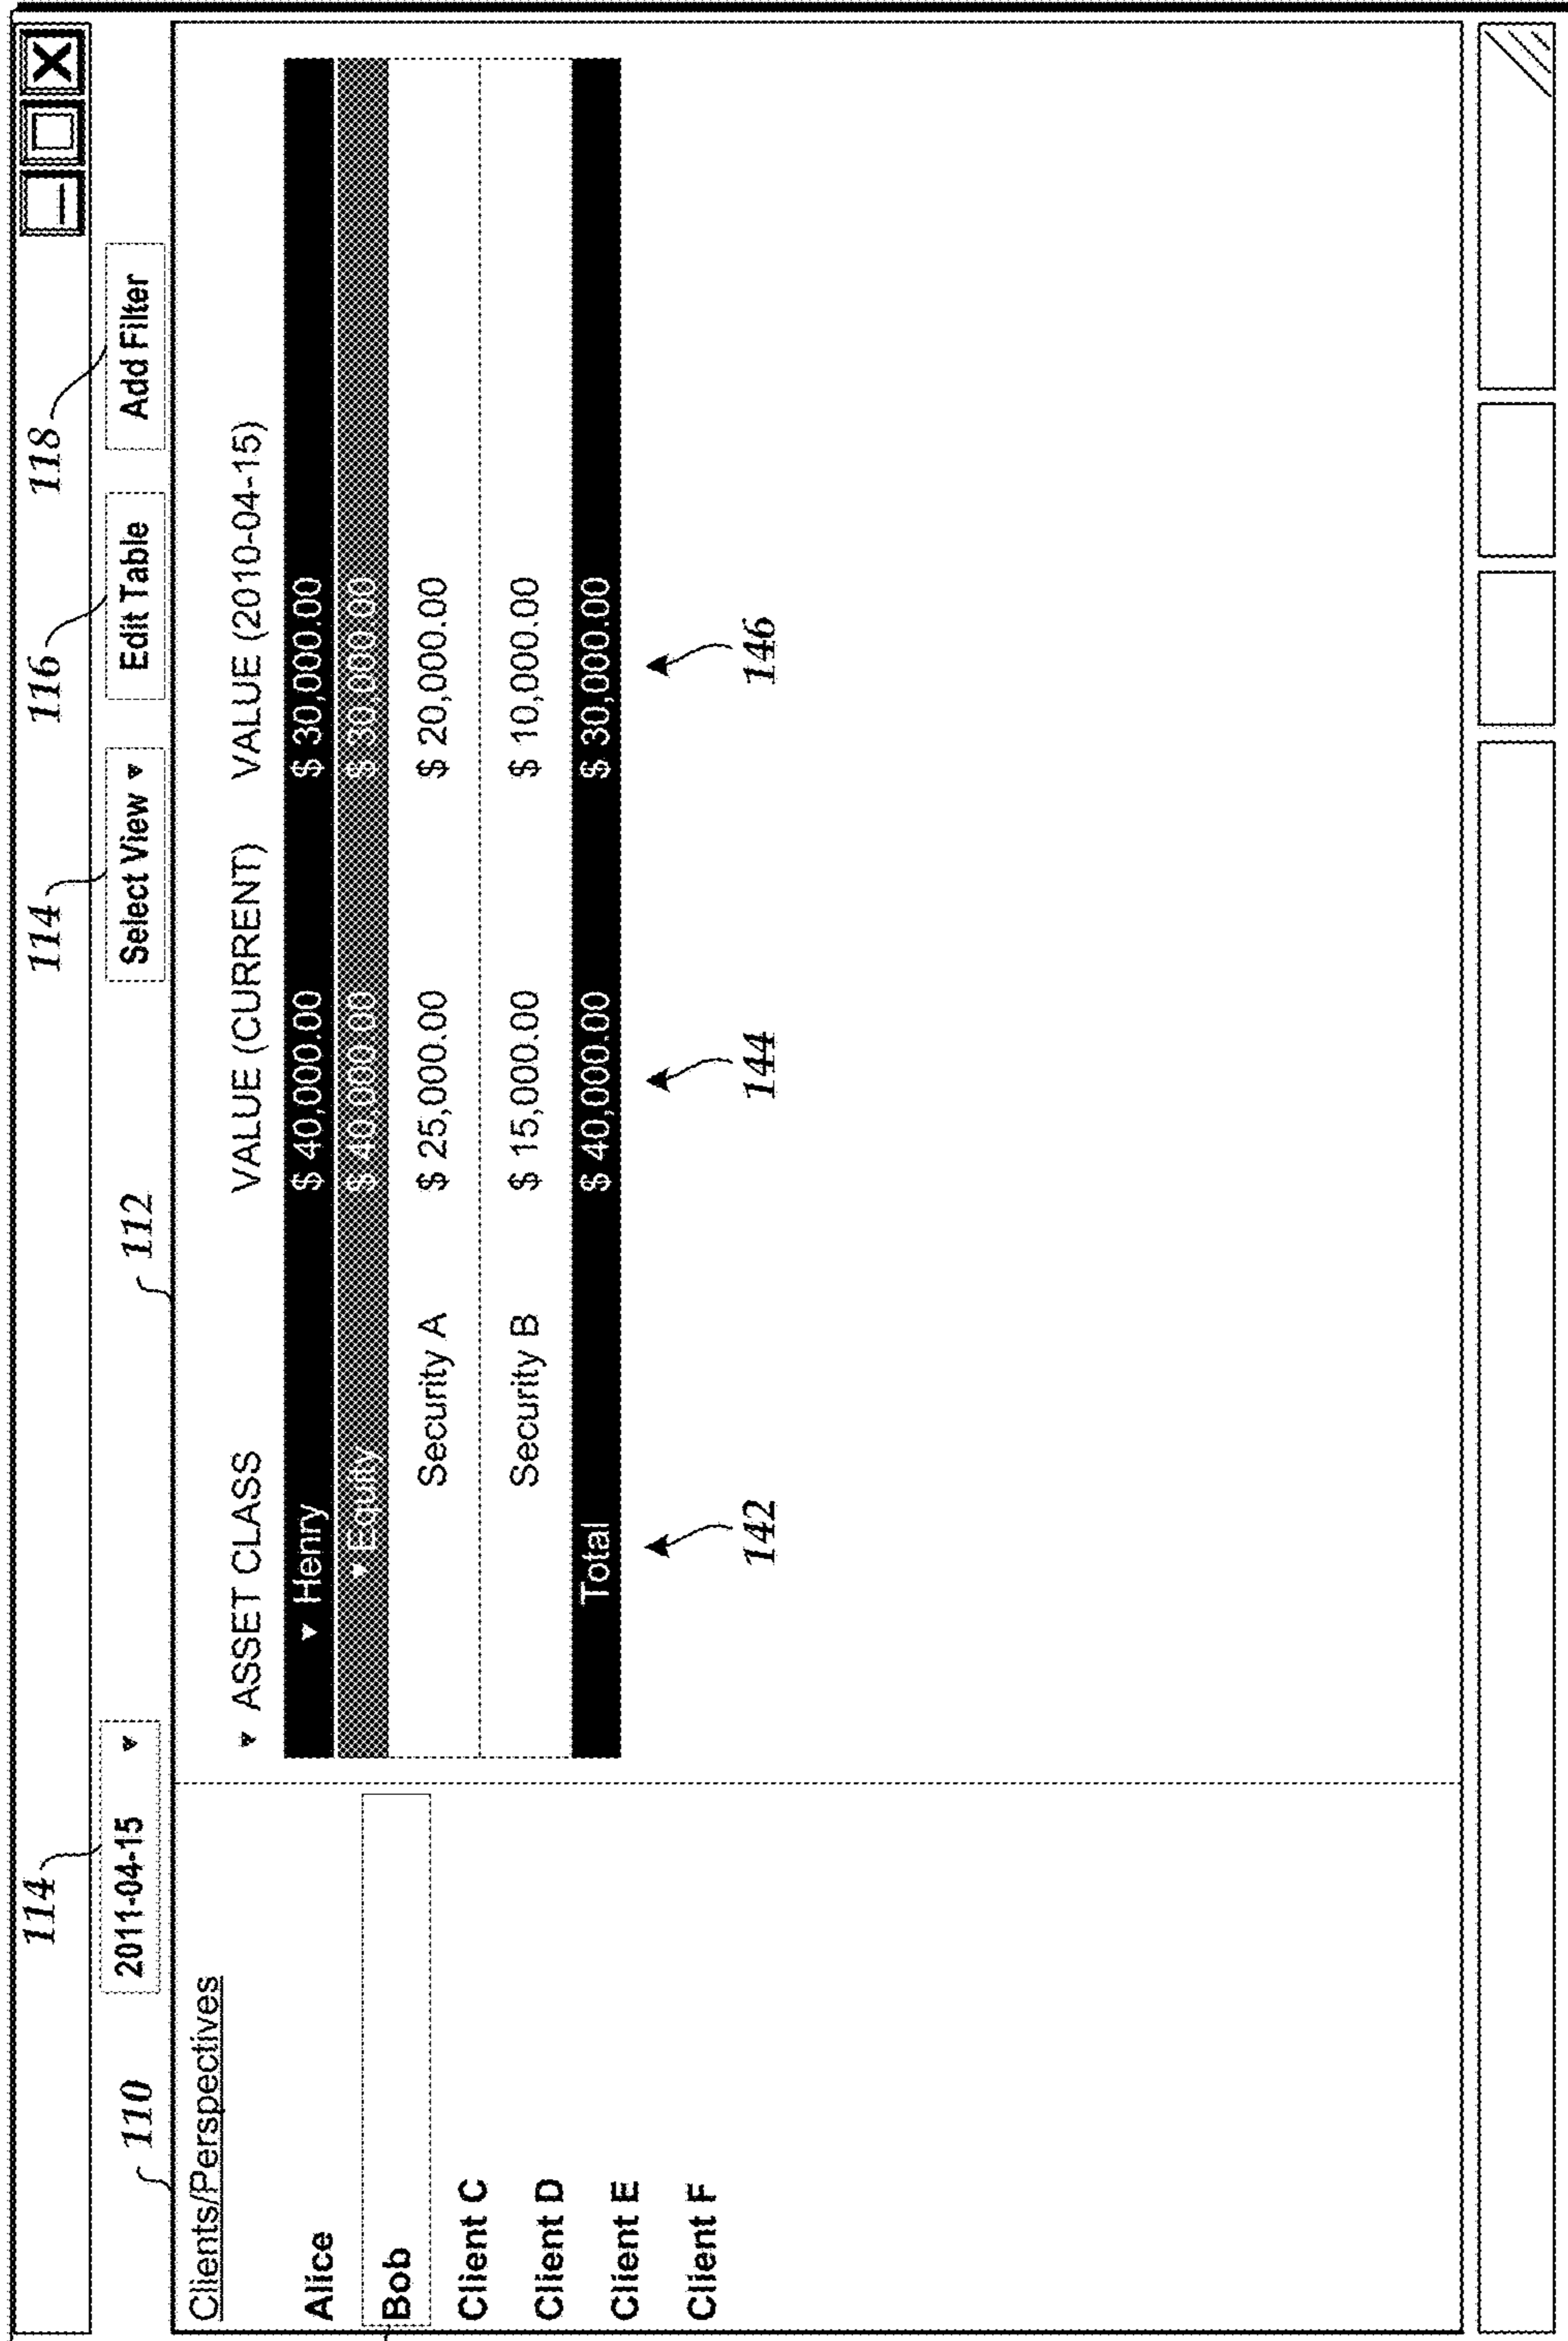 114 114 116 118
110 2011-04-15 ▼ 112 Select View ▼ Edit Table Add Filter
Clients/Perspectives
Alice
Bob
Client C
Client D
Client E
Client F
▼ ASSET CLASS VALUE (CURRENT) VALUE (2010-04-15)
▼ Henry $ 40,000.00 $ 30,000.00
▼ Equity $ 40,000.00 $ 30,000.00
Security A $ 25,000.00 $ 20,000.00
Security B $ 15,000.00 $ 10,000.00
Total $ 40,000.00 $ 30,000.00
142 144 146